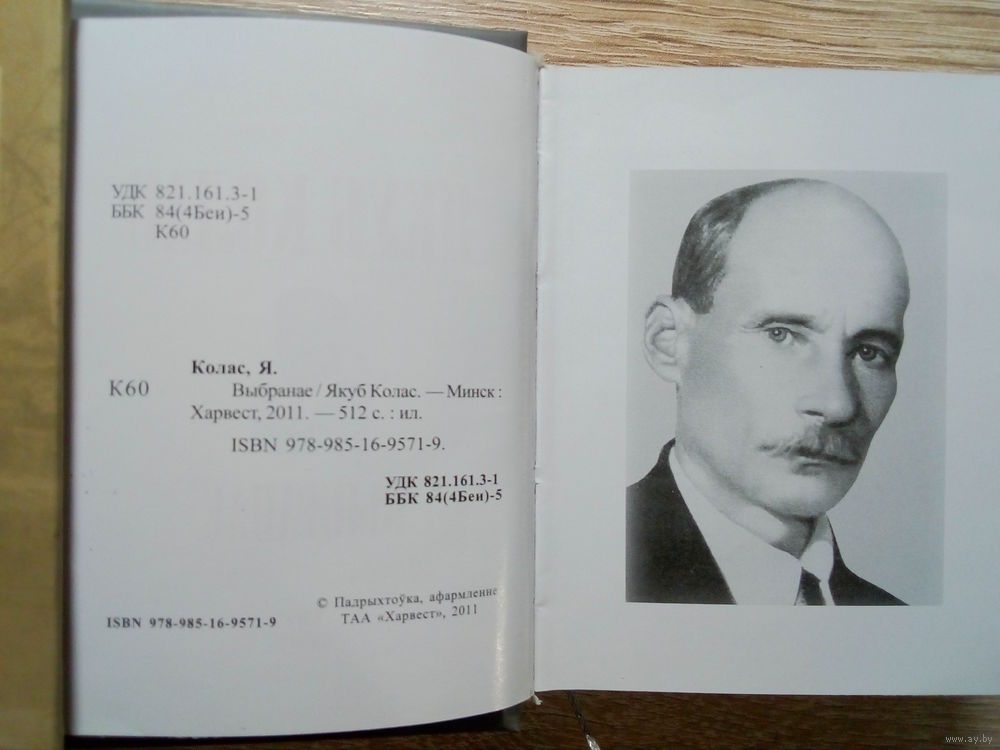 УДК 821.161.3-1
ББК 84(4Беи)-5
К60
Колас, Я.
К60 Выбранае / Якуб Колас. — Минск :
Харвест, 2011. — 512 с. : ил.
ISBN 978-985-16-9571-9.
УДК 821.161.3-1
ББК 84(4Беи)-5
© Падрыхтоўка, афармленне
ТАА «Харвест», 2011
ISBN 978-985-16-9571-9
www.ay.by